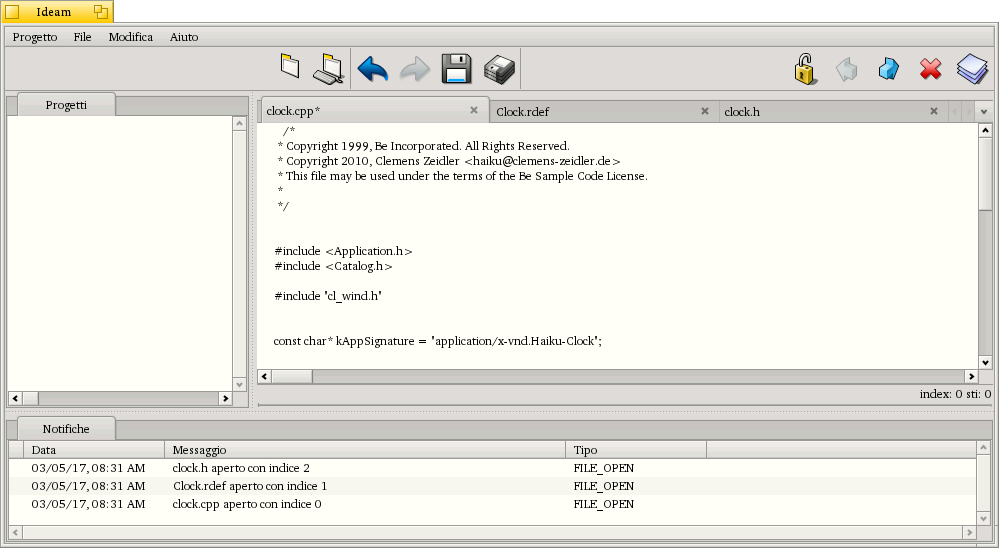 Ideam
Progetto File Modifica Aiuto
Progetti
clock.cpp* Clock.rdef clock.h
/*
* Copyright 1999, Be Incorporated. All Rights Reserved.
* Copyright 2010, Clemens Zeidler <haiku@clemens-zeidler.de>
* This file may be used under the terms of the Be Sample Code License.
*
*/
#include <Application.h>
#include <Catalog.h>
#include "cl_wind.h"
const char* kAppSignature = "application/x-vnd.Haiku-Clock";
index: 0 sti: 0
Notifiche
Data Messaggio Tipo
03/05/17, 08:31 AM clock.h aperto con indice 2 FILE_OPEN
03/05/17, 08:31 AM Clock.rdef aperto con indice 1 FILE_OPEN
03/05/17, 08:31 AM clock.cpp aperto con indice 0 FILE_OPEN